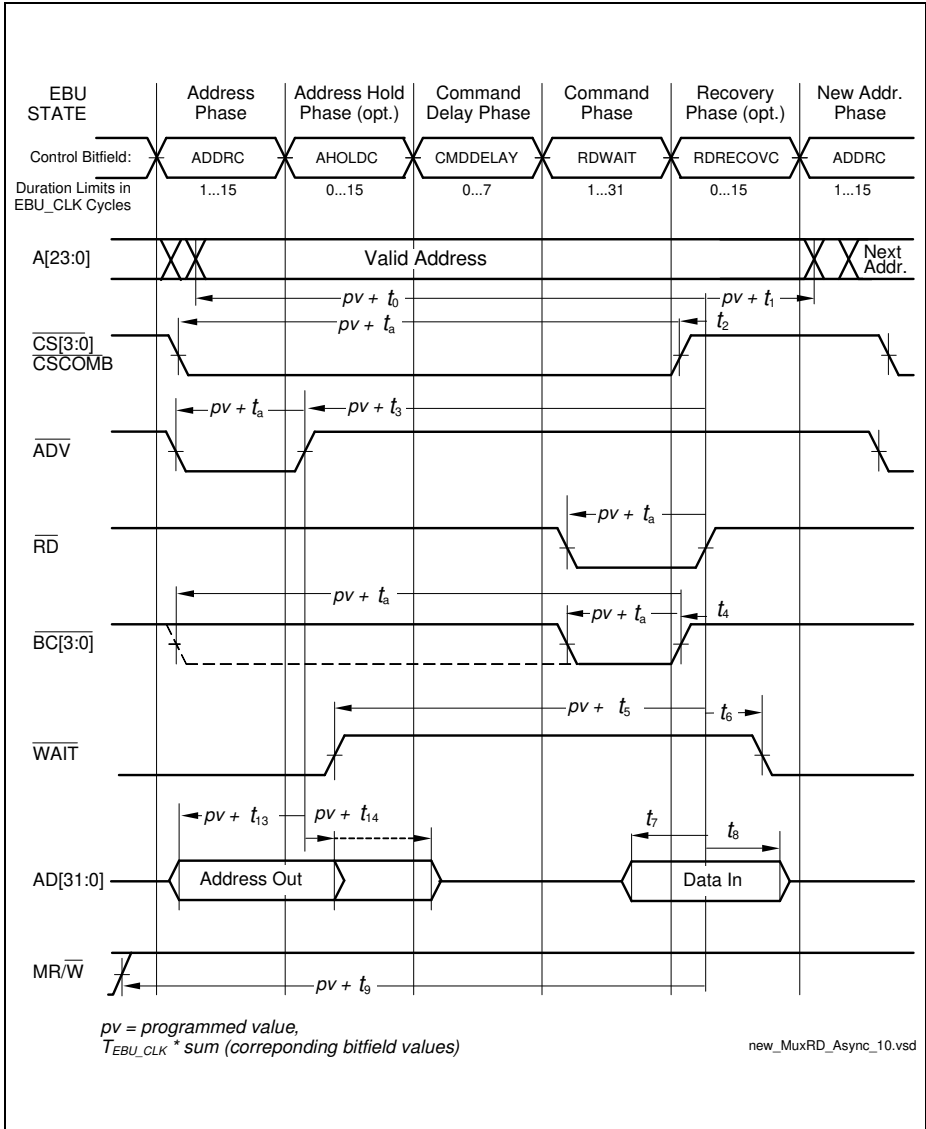 EBU STATE
Address Phase
Address Hold Phase (opt.)
Command Delay Phase
Command Phase
Recovery Phase (opt.)
New Addr. Phase
Control Bitfield: ADDRC AHOLDC CMDDELAY RDWAIT RDRECOVC ADDRC
Duration Limits in EBU_CLK Cycles
1...15 0...15 0...7 1...31 0...15 1...15
A[23:0] Valid Address Next Addr.
pv + t0 pv + t1
pv + ta t2
CS[3:0]
CSCOMB
pv + ta pv + t3
ADV
pv + ta
RD
pv + ta
pv + ta t4
BC[3:0]
pv + t5 t6
WAIT
pv + t13 pv + t14 t7 t8
AD[31:0] Address Out Data In
MR/W
pv + t9
pv = programmed value,
TEBU_CLK * sum (correponding bitfield values)
new_MuxRD_Async_10.vsd